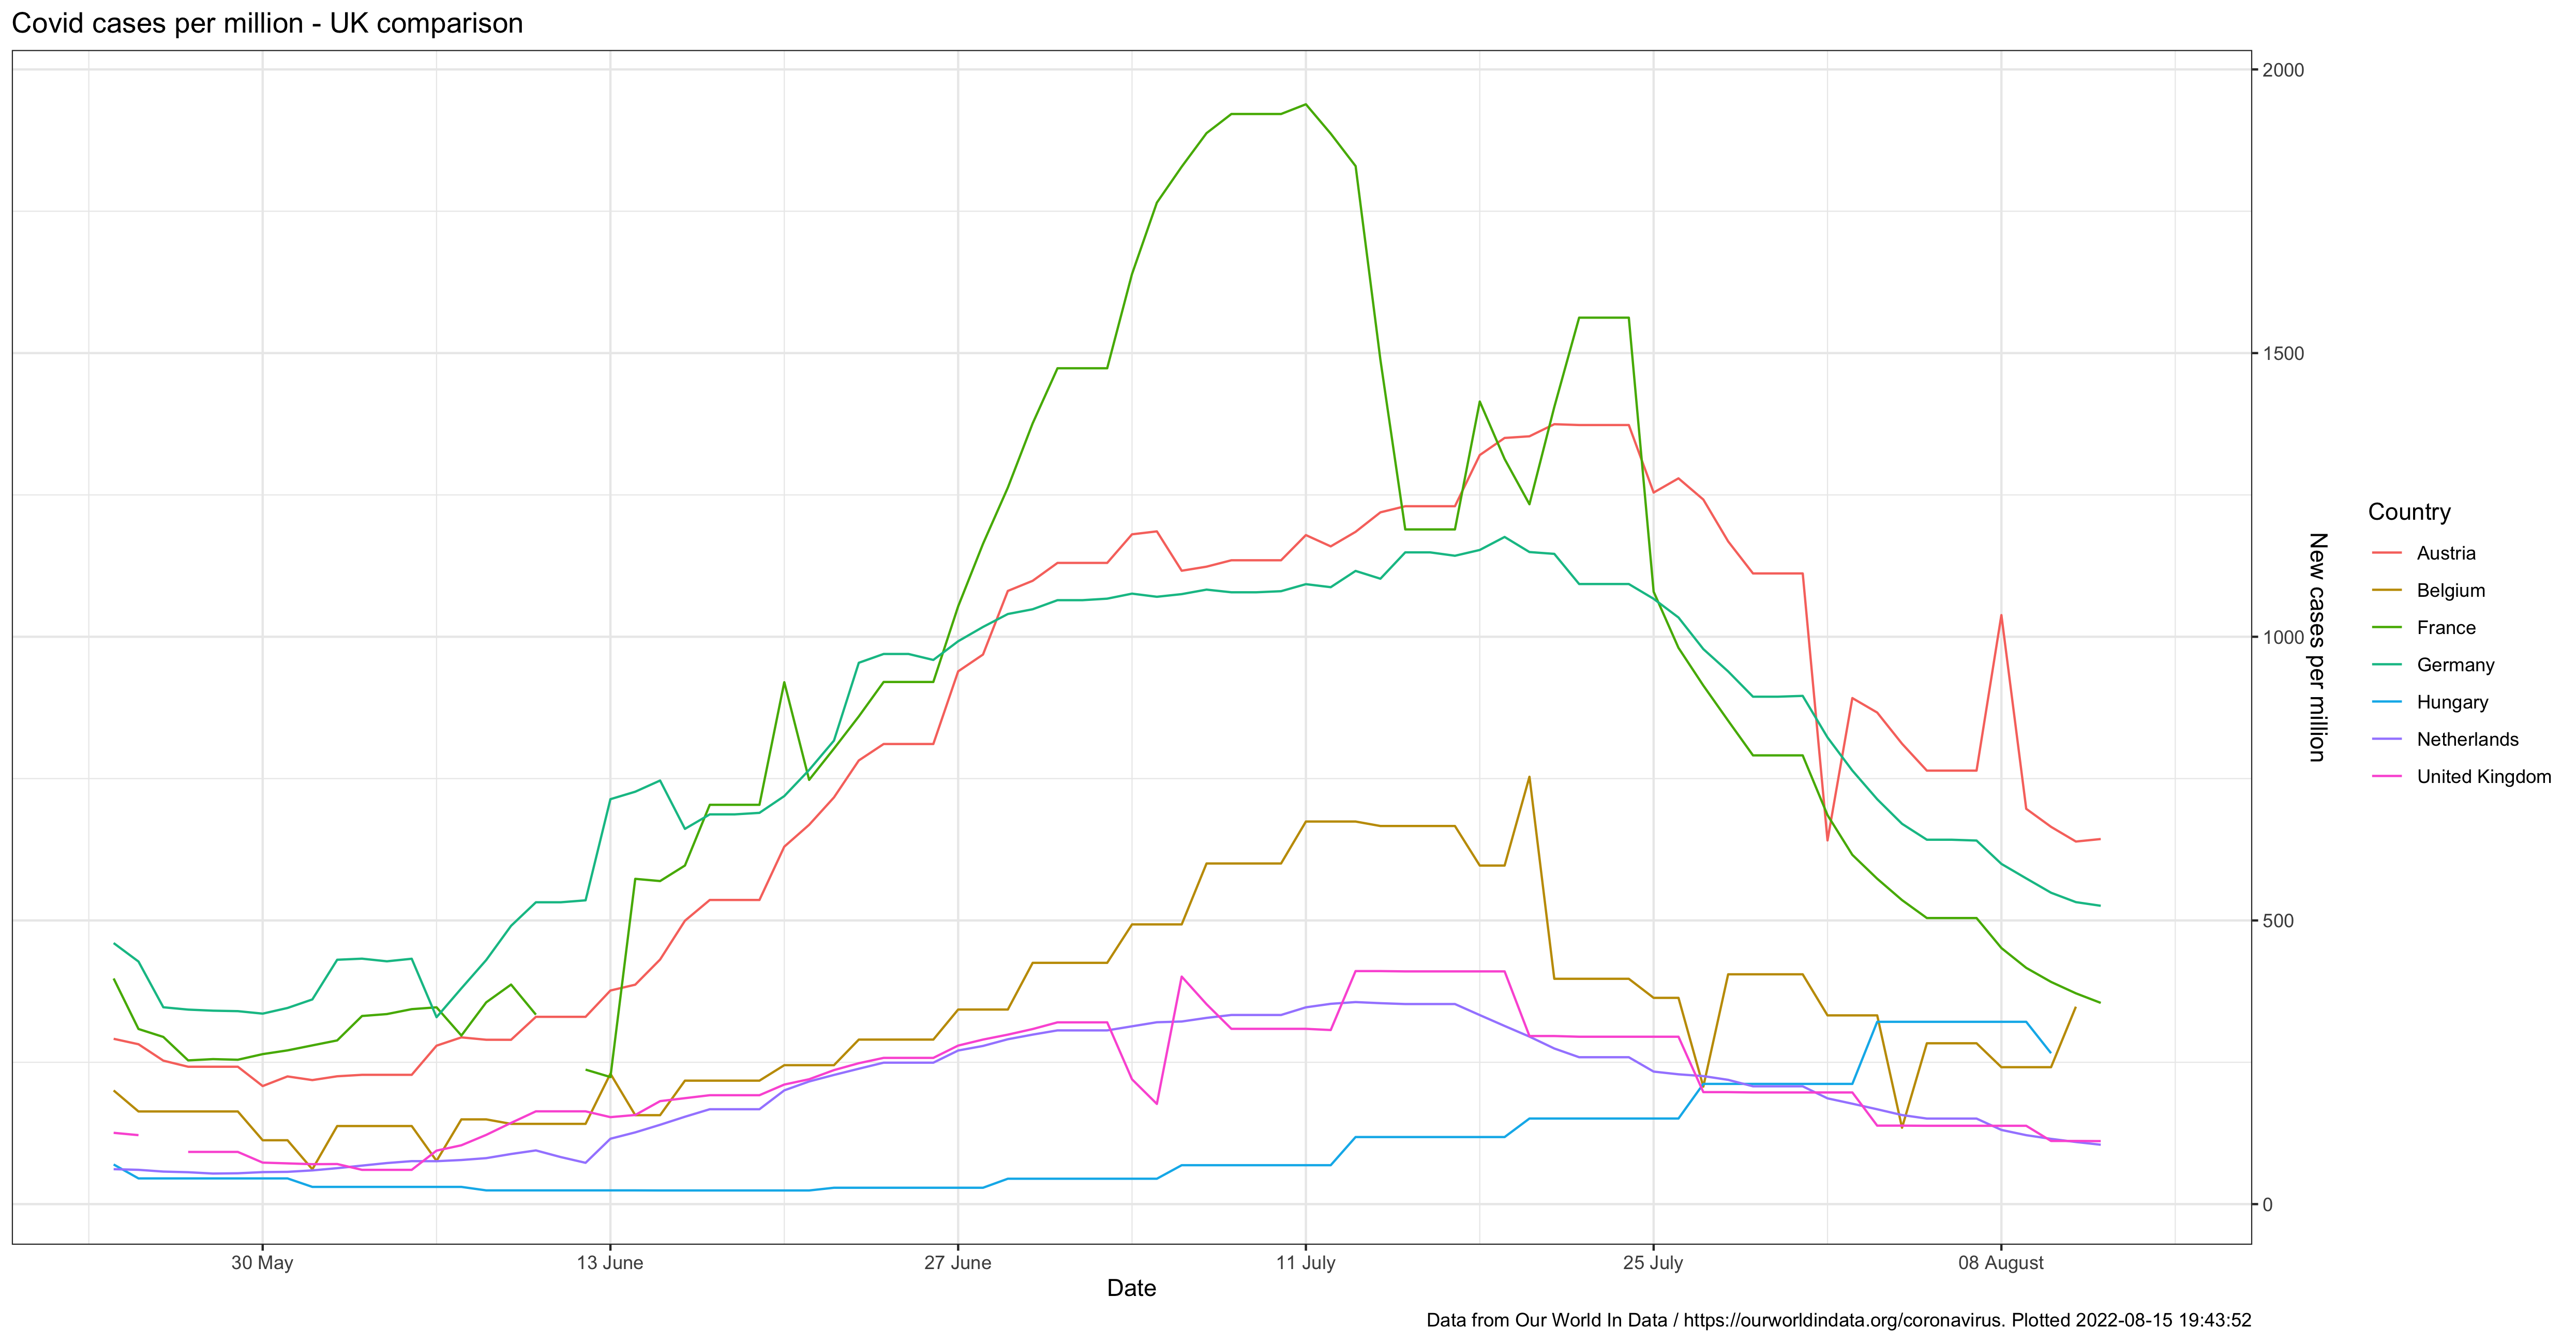 Covid cases per million - UK comparison
2000
1500
1000
500
0
New cases per million
30 May
13 June
27 June
11 July
25 July
08 August
Date
Country
Austria
Belgium
France
Germany
Hungary
Netherlands
United Kingdom
Data from Our World In Data / https://ourworldindata.org/coronavirus. Plotted 2022-08-15 19:43:52